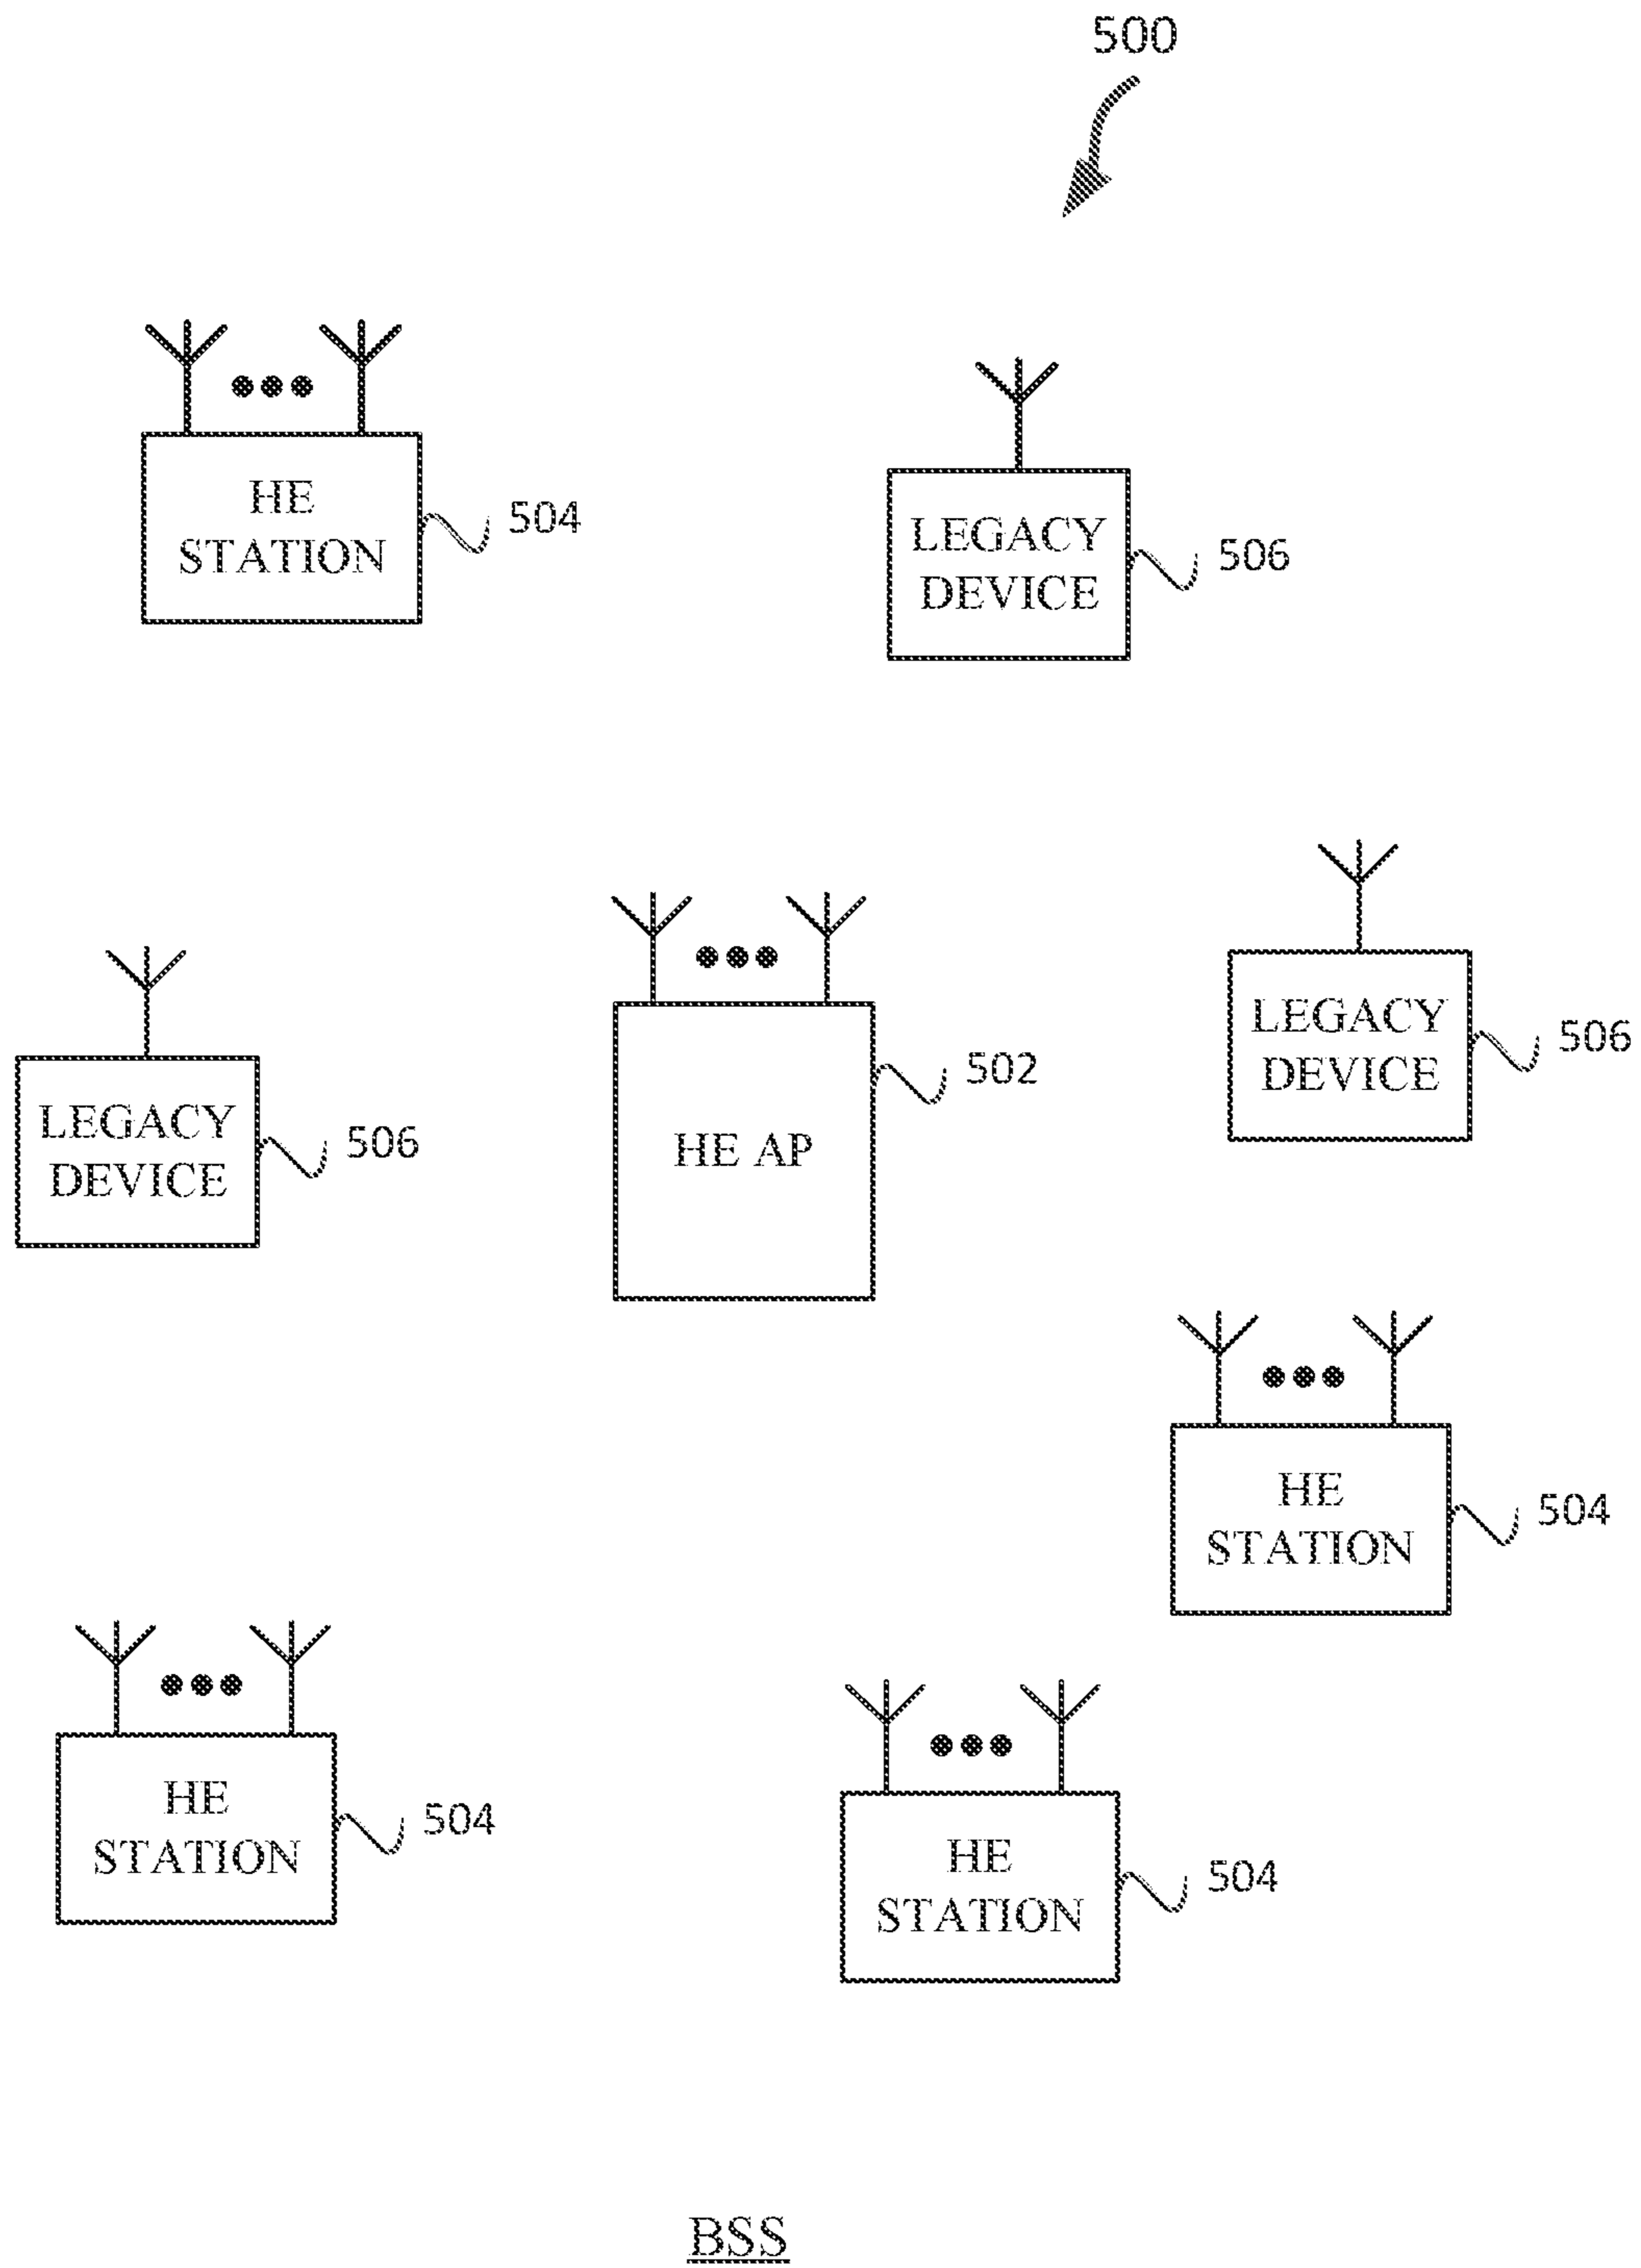 500
HE
STATION
504
LEGACY
DEVICE
506
LEGACY
DEVICE
506
HE AP
502
LEGACY
DEVICE
506
HE
STATION
504
HE
STATION
504
HE
STATION
504
BSS